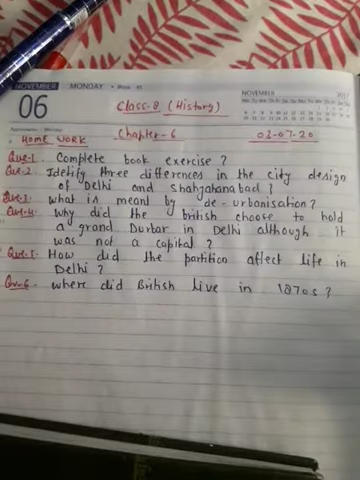 NOVEMBER MONDAY
06
Class-8 (History)
NOVEMBER 2017
HOME WORK Chapter-6 03-07-20
Que-1. Complete book exercise ?
Que-2. Idetify three differences in the city design
of Delhi and Shahjahanabad ?
Que-3. What is meant by de-urbanisation ?
Que-4. Why did the british choose to hold
a grand Durbar in Delhi although it
was not a capital ?
Que-5. How did the partition affect life in
Delhi ?
Que-6. where did British live in 1870s ?